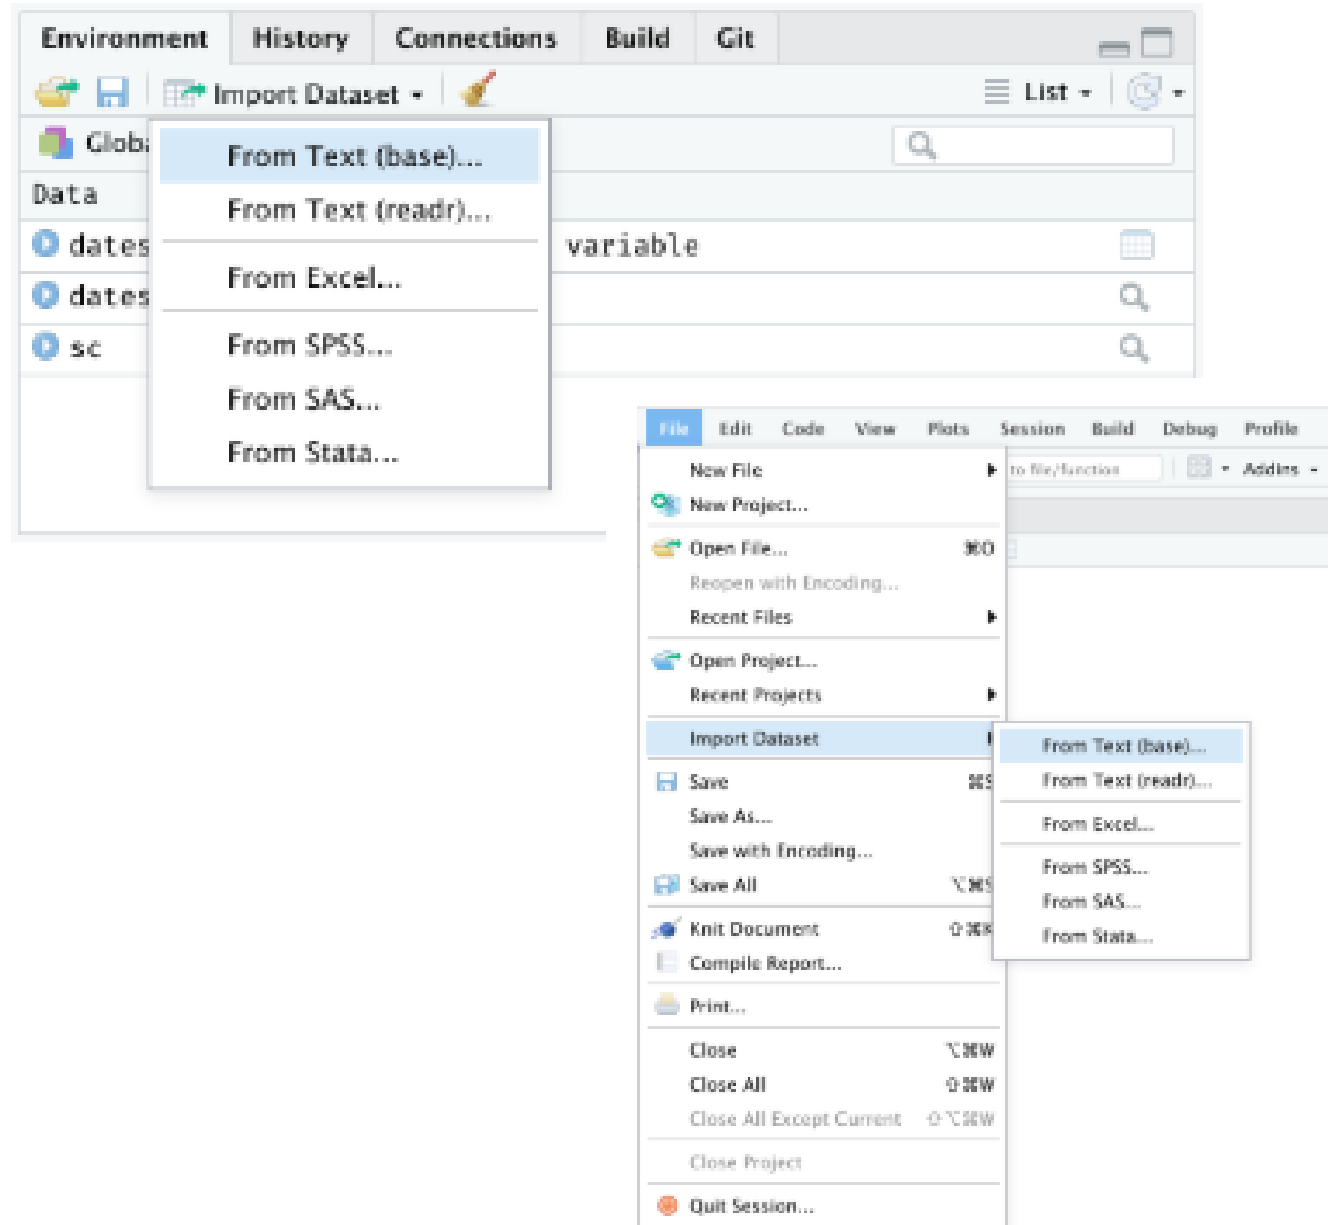 Environment History Connections Build Git
Import Dataset List
Globa
From Text (base)...
Data
From Text (readr)...
dates variable
From Excel...
dates
From SPSS...
sc
From SAS...
From Stata...
File Edit Code View Plots Session Build Debug Profile
New File to file/function Addins
New Project...
Open File... ⌘O
Reopen with Encoding...
Recent Files
Open Project...
Recent Projects
Import Dataset
From Text (base)...
Save ⌘S
From Text (readr)...
Save As...
From Excel...
Save with Encoding...
From SPSS...
Save All ⌥⌘S
From SAS...
Knit Document ⇧⌘K
From Stata...
Compile Report...
Print...
Close ⌥⌘W
Close All ⇧⌘W
Close All Except Current ⇧⌥⌘W
Close Project
Quit Session...